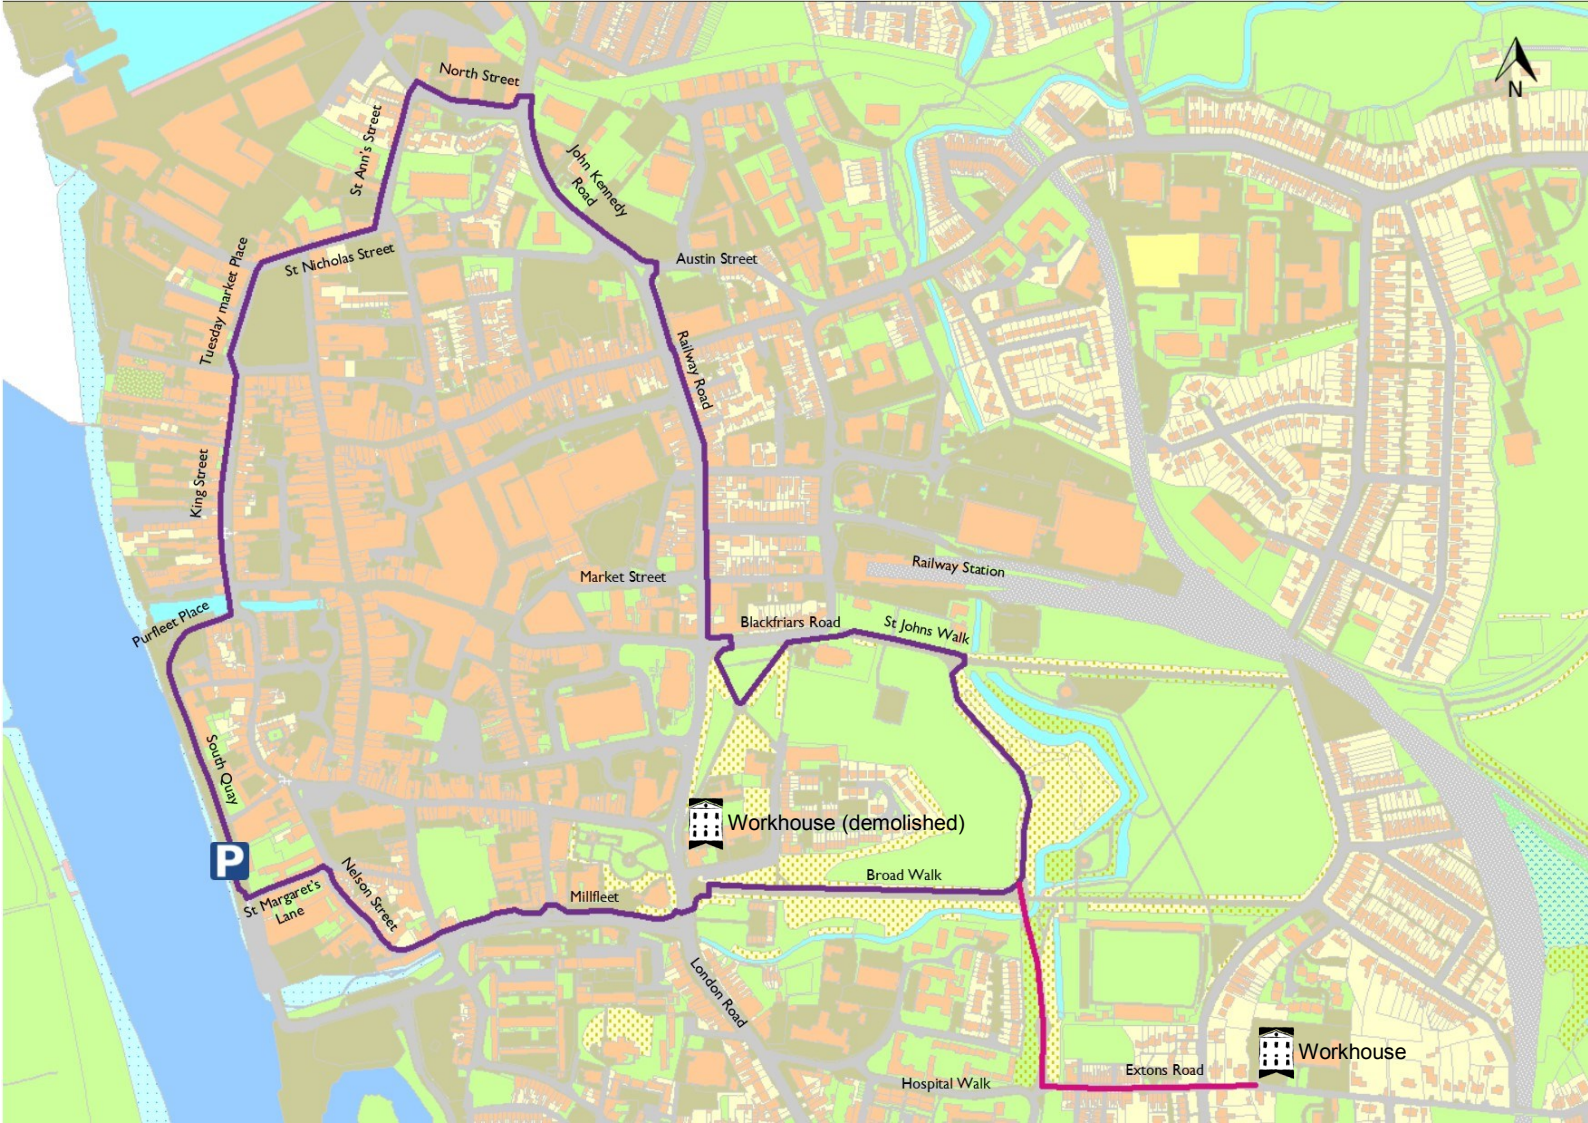 North Street
N
St Ann's Street
John Kennedy
Road
St Nicholas Street
Austin Street
Tuesday market Place
Railway Road
King Street
Railway Station
Market Street
Purfleet Place
Blackfriars Road
St Johns Walk
South Quay
Workhouse (demolished)
P
Nelson Street
Broad Walk
St Margaret's
Lane
Millfleet
London Road
Workhouse
Extons Road
Hospital Walk